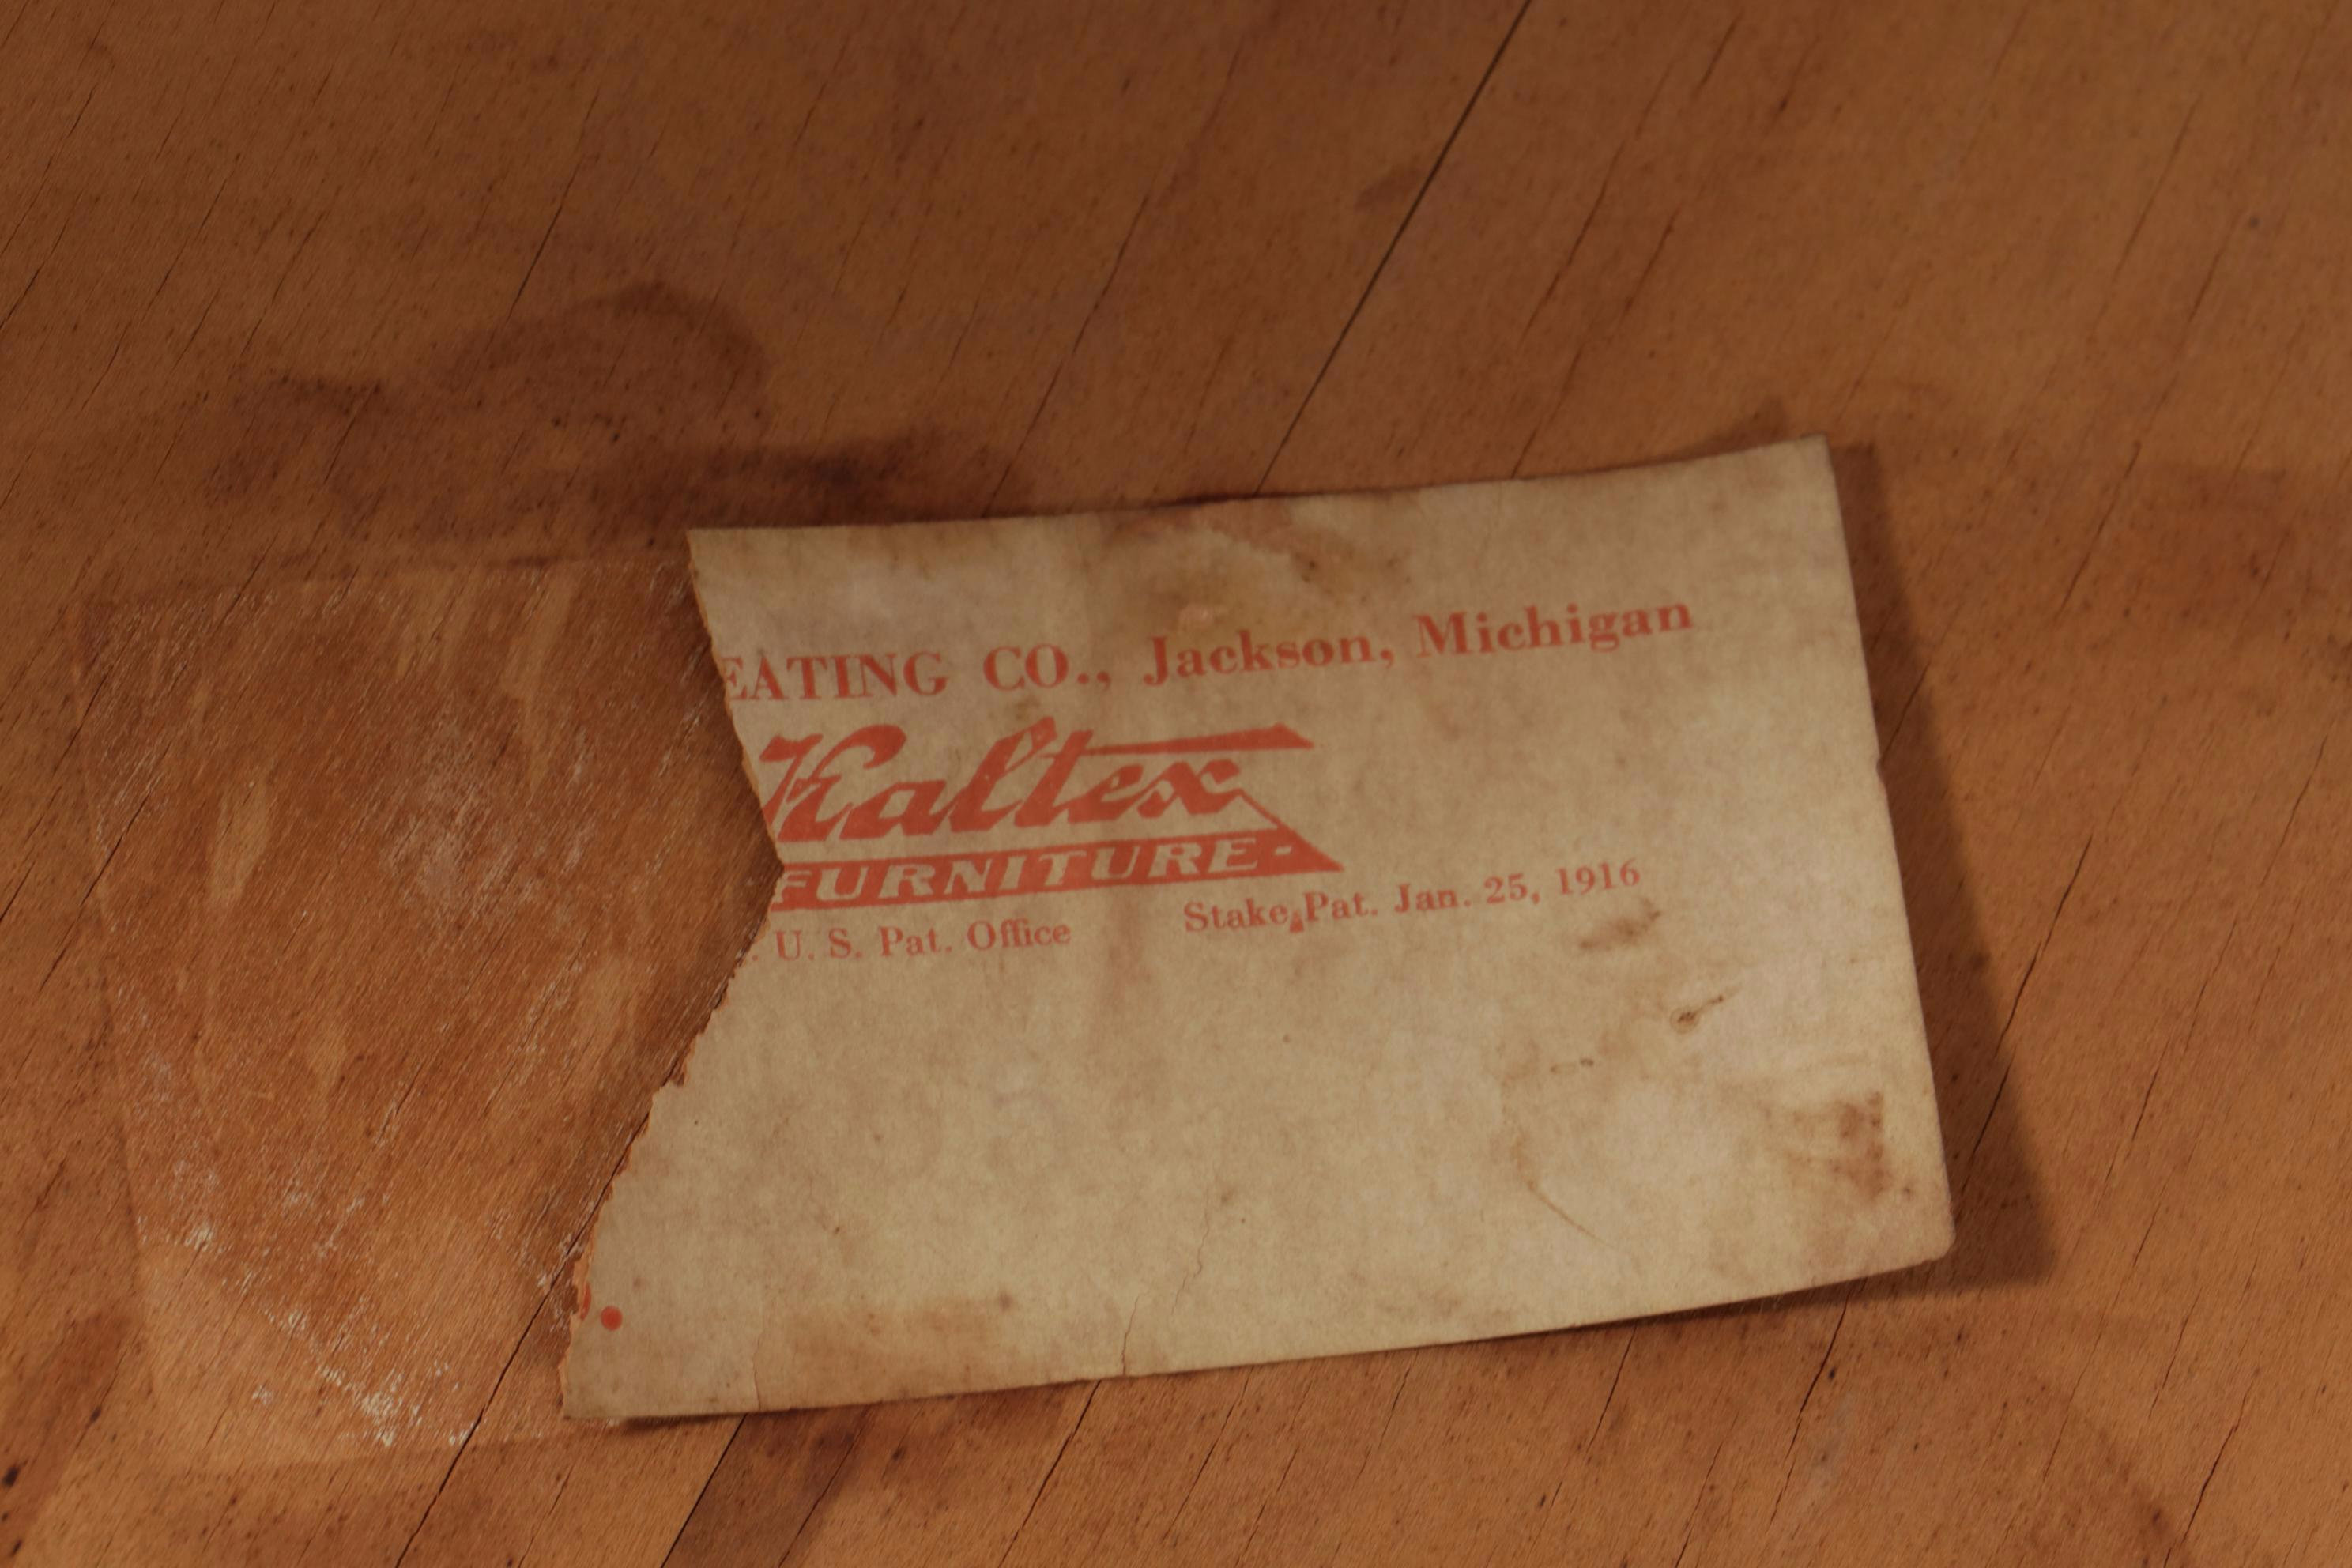 EATING CO., Jackson, Michigan
Kaltex
FURNITURE-
. U. S. Pat. Office Stake Pat. Jan. 25, 1916